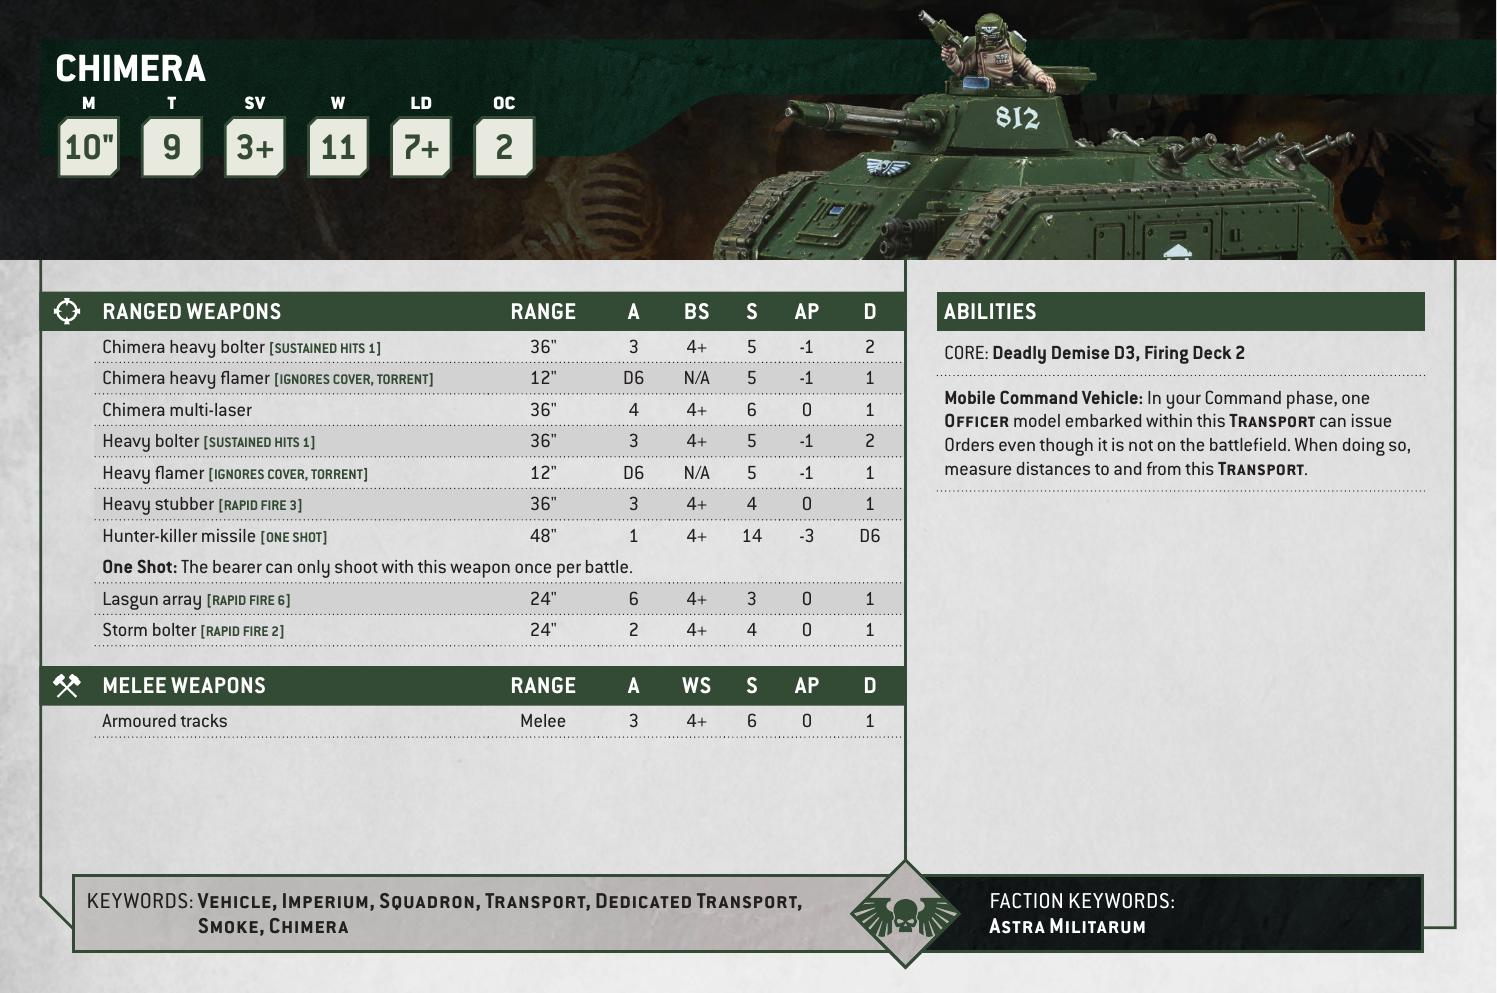 CHIMERA
M T SV W LD OC
10" 9 3+ 11 7+ 2
812
RANGED WEAPONS RANGE A BS S AP D
Chimera heavy bolter [SUSTAINED HITS 1] 36" 3 4+ 5 -1 2
Chimera heavy flamer [IGNORES COVER, TORRENT] 12" D6 N/A 5 -1 1
Chimera multi-laser 36" 4 4+ 6 0 1
Heavy bolter [SUSTAINED HITS 1] 36" 3 4+ 5 -1 2
Heavy flamer [IGNORES COVER, TORRENT] 12" D6 N/A 5 -1 1
Heavy stubber [RAPID FIRE 3] 36" 3 4+ 4 0 1
Hunter-killer missile [ONE SHOT] 48" 1 4+ 14 -3 D6
One Shot: The bearer can only shoot with this weapon once per battle.
Lasgun array [RAPID FIRE 6] 24" 6 4+ 3 0 1
Storm bolter [RAPID FIRE 2] 24" 2 4+ 4 0 1
MELEE WEAPONS RANGE A WS S AP D
Armoured tracks Melee 3 4+ 6 0 1
ABILITIES
CORE: Deadly Demise D3, Firing Deck 2
Mobile Command Vehicle: In your Command phase, one
OFFICER model embarked within this TRANSPORT can issue
Orders even though it is not on the battlefield. When doing so,
measure distances to and from this TRANSPORT.
KEYWORDS: VEHICLE, IMPERIUM, SQUADRON, TRANSPORT, DEDICATED TRANSPORT,
SMOKE, CHIMERA
FACTION KEYWORDS:
ASTRA MILITARUM